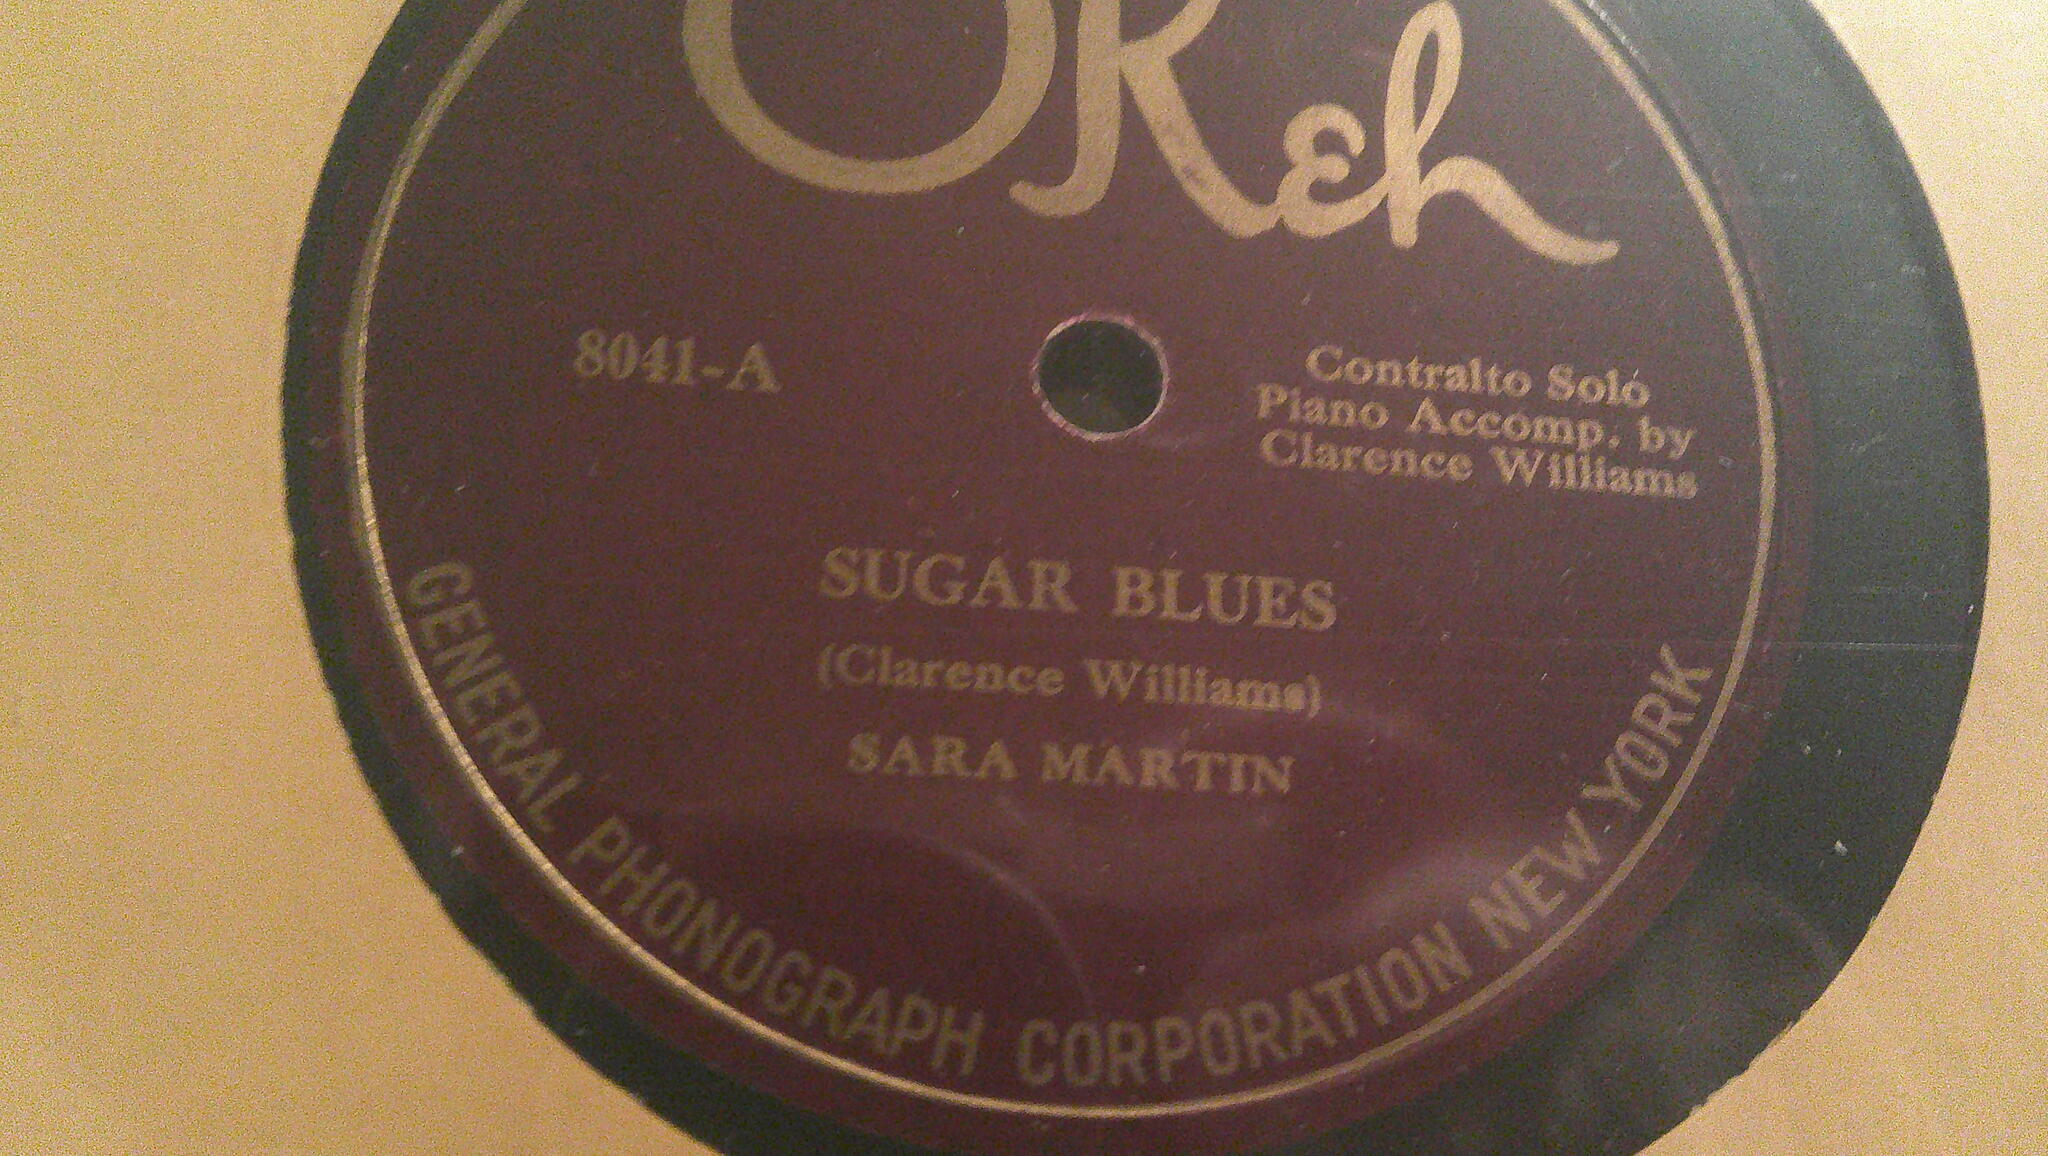 OKeh
8041-A
Contralto Solo
Piano Accomp. by
Clarence Williams
SUGAR BLUES
(Clarence Williams)
SARA MARTIN
GENERAL PHONOGRAPH CORPORATION NEW YORK